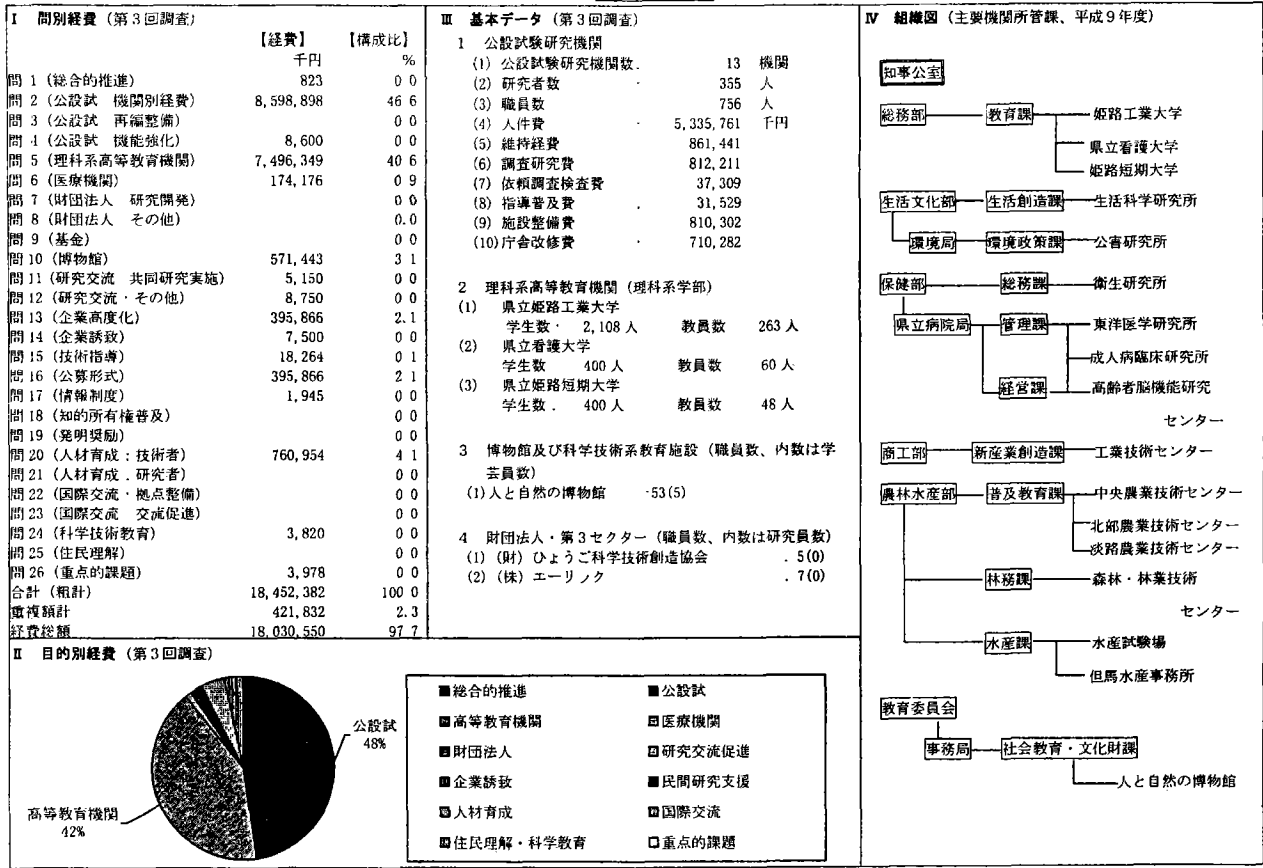 I 問別経費（第３回調査）
【経費】 【構成比】
千円 %
問 1（総合的推進） 823 0 0
問 2（公設試 機関別経費） 8,598,898 46 6
問 3（公設試 再編整備） 0 0
問 4（公設試 機能強化） 8,600 0 0
問 5（理科系高等教育機関） 7,496,349 40 6
問 6（医療機関） 174,176 0 9
問 7（財団法人 研究開発） 0 0
問 8（財団法人 その他） 0.0
問 9（基金） 0 0
問 10（博物館） 571,443 3 1
問 11（研究交流 共同研究実施） 5,150 0 0
問 12（研究交流・その他） 8,750 0 0
問 13（企業高度化） 395,866 2.1
問 14（企業誘致） 7,500 0 0
問 15（技術指導） 18,264 0 1
問 16（公募形式） 395,866 2 1
問 17（情報制度） 1,945 0 0
問 18（知的所有権普及） 0 0
問 19（発明奨励） 0 0
問 20（人材育成：技術者） 760,954 4 1
問 21（人材育成．研究者） 0 0
問 22（国際交流・拠点整備） 0 0
問 23（国際交流 交流促進） 0 0
問 24（科学技術教育） 3,820 0 0
問 25（住民理解） 0 0
問 26（重点的課題） 3,978 0 0
合計（粗計） 18,452,382 100 0
重複額計 421,832 2.3
経費総額 18,030,550 97 7
II 目的別経費（第３回調査）
公設試
48%
高等教育機関
42%
■総合的推進 ■公設試
高等教育機関 医療機関
財団法人 研究交流促進
企業誘致 ■民間研究支援
人材育成 国際交流
住民理解・科学教育 □重点的課題
III 基本データ（第３回調査）
1 公設試験研究機関
(1) 公設試験研究機関数. 13 機関
(2) 研究者数 ・ 355 人
(3) 職員数 756 人
(4) 人件費 ・ 5,335,761 千円
(5) 維持経費 861,441
(6) 調査研究費 812,211
(7) 依頼調査検査費 37,309
(8) 指導普及費 . 31,529
(9) 施設整備費 810,302
(10)庁舎改修費 ・ 710,282
2 理科系高等教育機関（理科系学部）
(1) 県立姫路工業大学
学生数・ 2,108 人 教員数 263 人
(2) 県立看護大学
学生数 400 人 教員数 60 人
(3) 県立姫路短期大学
学生数. 400 人 教員数 48 人
3 博物館及び科学技術系教育施設（職員数、内数は学
芸員数）
(1)人と自然の博物館 ･53(5)
4 財団法人・第３セクター（職員数、内数は研究員数）
(1)（財）ひょうご科学技術創造協会 . 5(0)
(2)（株）エーリック . 7(0)
IV 組織図（主要機関所管課、平成９年度）
知事公室
総務部 教育課 姫路工業大学
県立看護大学
姫路短期大学
生活文化部 生活創造課 生活科学研究所
環境局 環境政策課 公害研究所
保健部 総務課 衛生研究所
県立病院局 管理課 東洋医学研究所
成人病臨床研究所
経営課 高齢者脳機能研究
センター
商工部 新産業創造課 工業技術センター
農林水産部 普及教育課 中央農業技術センター
北部農業技術センター
淡路農業技術センター
林務課 森林・林業技術
センター
水産課 水産試験場
但馬水産事務所
教育委員会
事務局 社会教育・文化財課
人と自然の博物館